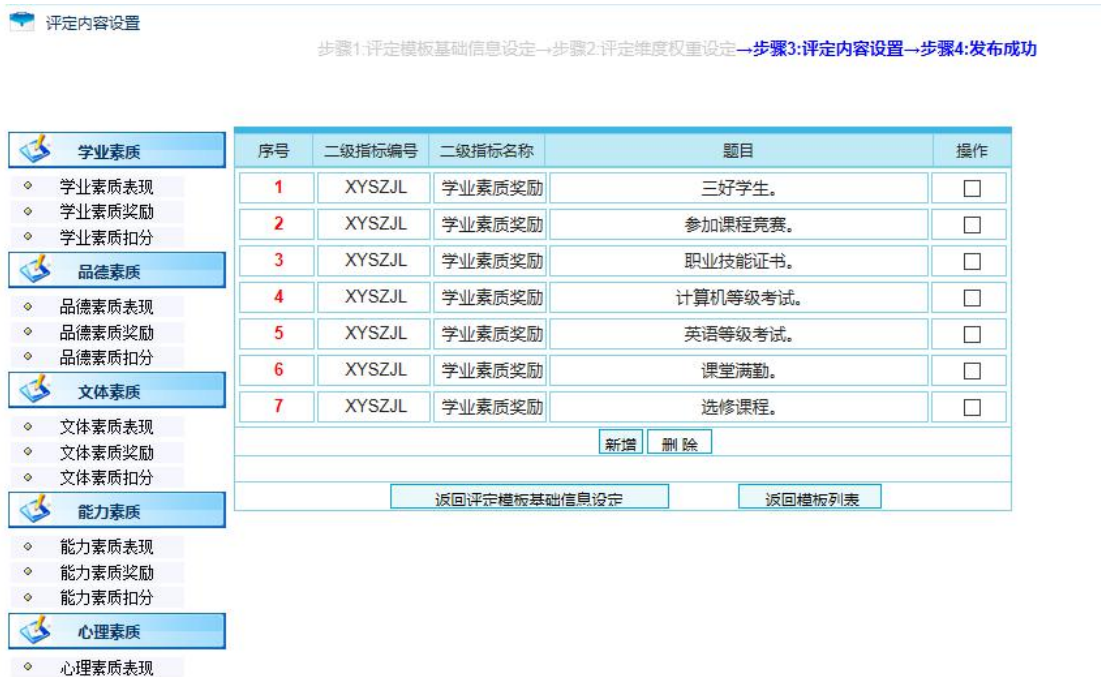 评定内容设置
步骤1:评定模板基础信息设定→步骤2:评定维度权重设定→步骤3:评定内容设置→步骤4:发布成功
学业素质
学业素质表现
学业素质奖励
学业素质扣分
品德素质
品德素质表现
品德素质奖励
品德素质扣分
文体素质
文体素质表现
文体素质奖励
文体素质扣分
能力素质
能力素质表现
能力素质奖励
能力素质扣分
心理素质
心理素质表现
序号 二级指标编号 二级指标名称 题目 操作
1 XYSZJL 学业素质奖励 三好学生。
2 XYSZJL 学业素质奖励 参加课程竞赛。
3 XYSZJL 学业素质奖励 职业技能证书。
4 XYSZJL 学业素质奖励 计算机等级考试。
5 XYSZJL 学业素质奖励 英语等级考试。
6 XYSZJL 学业素质奖励 课堂满勤。
7 XYSZJL 学业素质奖励 选修课程。
新增 删 除
返回评定模板基础信息设定 返回模板列表